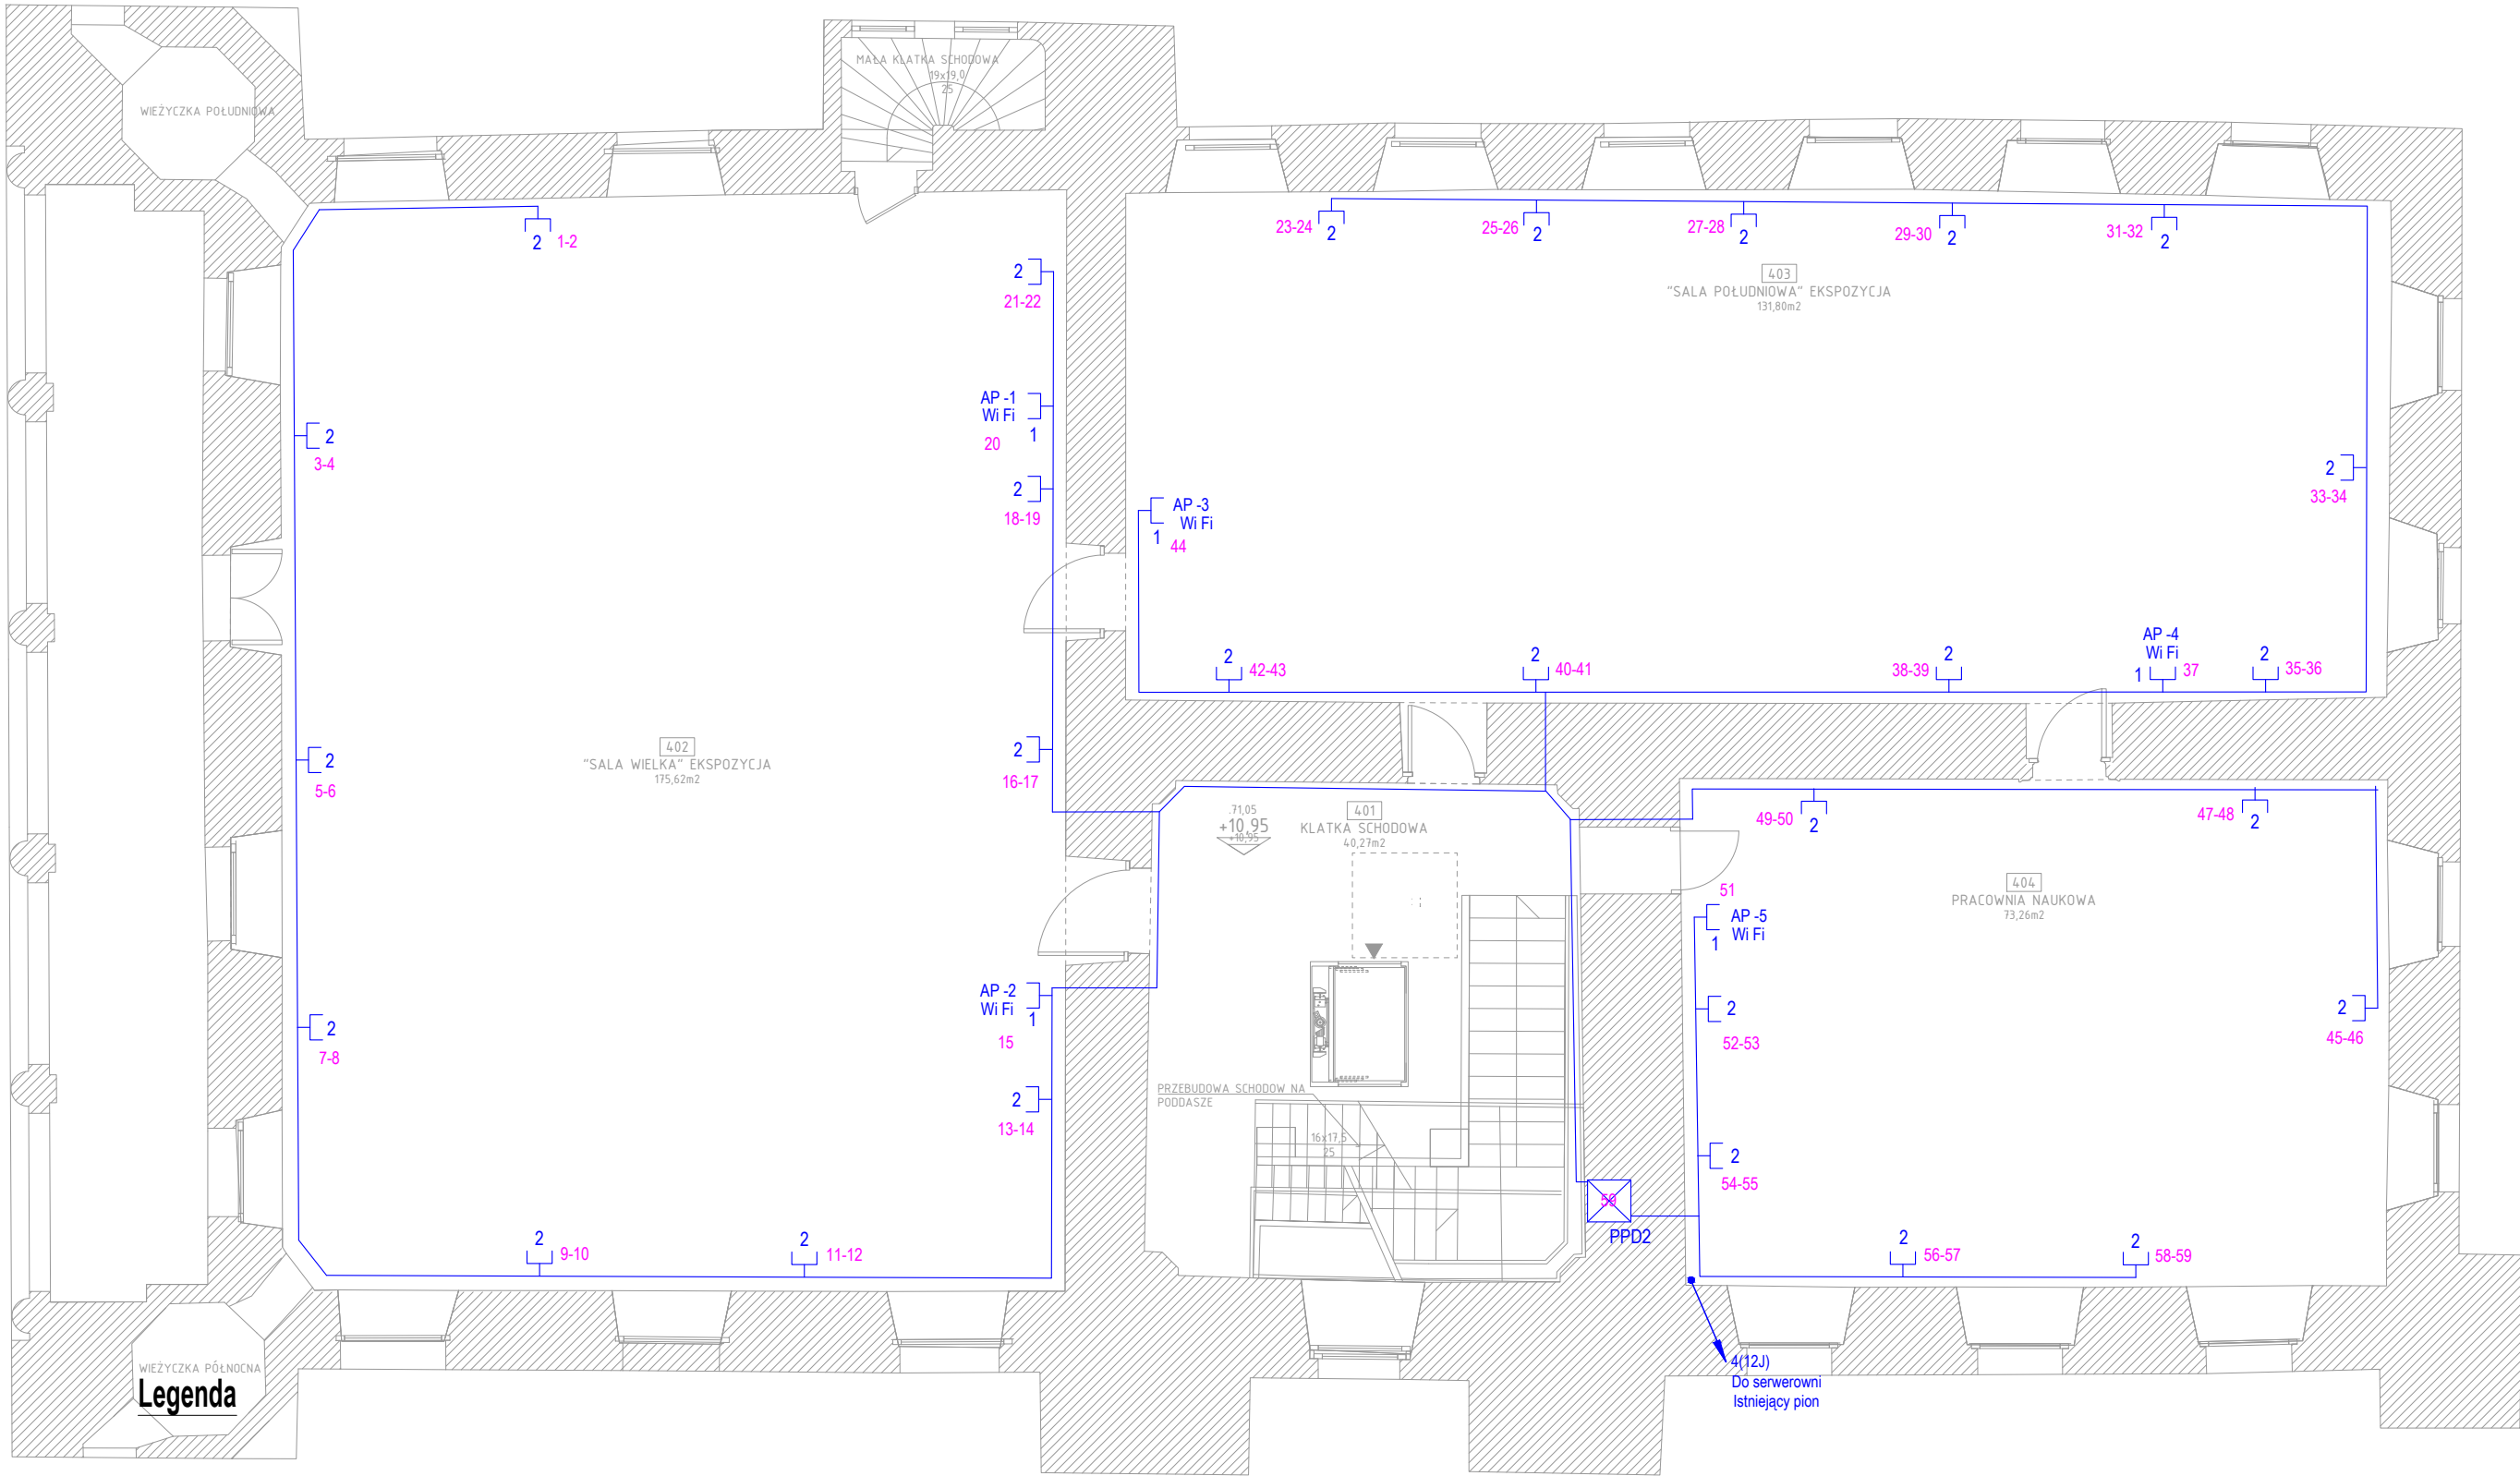 MAŁA KLATKA SCHODOWA
19x19,0
25
WIEŻYCZKA POŁUDNIOWA
2 1-2
2
21-22
AP -1
Wi Fi
1
20
2
18-19
2
3-4
2
5-6
402
"SALA WIELKA" EKSPOZYCJA
175,62m2
2
16-17
2
7-8
AP -2
Wi Fi
1
15
2
13-14
2 9-10
2 11-12
23-24 2
25-26 2
27-28 2
29-30 2
31-32 2
403
"SALA POŁUDNIOWA" EKSPOZYCJA
131,80m2
2
33-34
AP -3
Wi Fi
1 44
2 42-43
2 40-41
2
38-39
AP -4
Wi Fi
1 37
2 35-36
.71,05
+10,95
+10,95
401
KLATKA SCHODOWA
40,27m2
PRZEBUDOWA SCHODOW NA
PODDASZE
16x17,5
25
59
PPD2
49-50 2
47-48 2
404
PRACOWNIA NAUKOWA
73,26m2
51
AP -5
Wi Fi
1
2
52-53
2
45-46
2
54-55
2 56-57
2 58-59
4(12J)
Do serwerowni
Istniejący pion
WIEŻYCZKA PÓŁNOCNA
Legenda